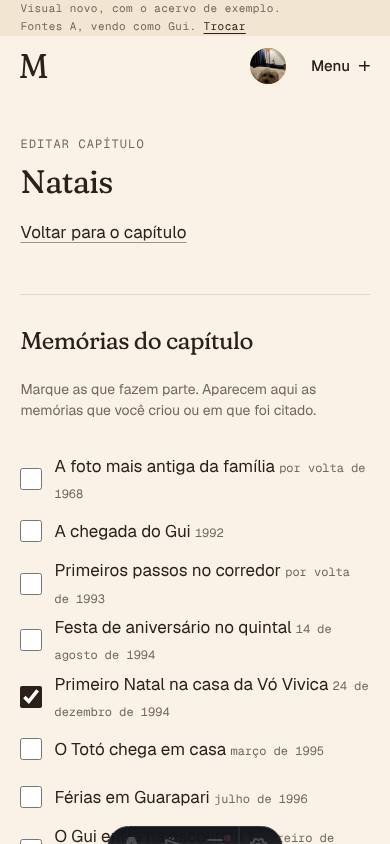 Visual novo, com o acervo de exemplo.
Fontes A, vendo como Gui. Trocar
M
Menu +
EDITAR CAPÍTULO
Natais
Voltar para o capítulo
Memórias do capítulo
Marque as que fazem parte. Aparecem aqui as
memórias que você criou ou em que foi citado.
A foto mais antiga da família por volta de
1968
A chegada do Gui 1992
Primeiros passos no corredor por volta
de 1993
Festa de aniversário no quintal 14 de
agosto de 1994
Primeiro Natal na casa da Vó Vivica 24 de
dezembro de 1994
O Totó chega em casa março de 1995
Férias em Guarapari julho de 1996
O Gui